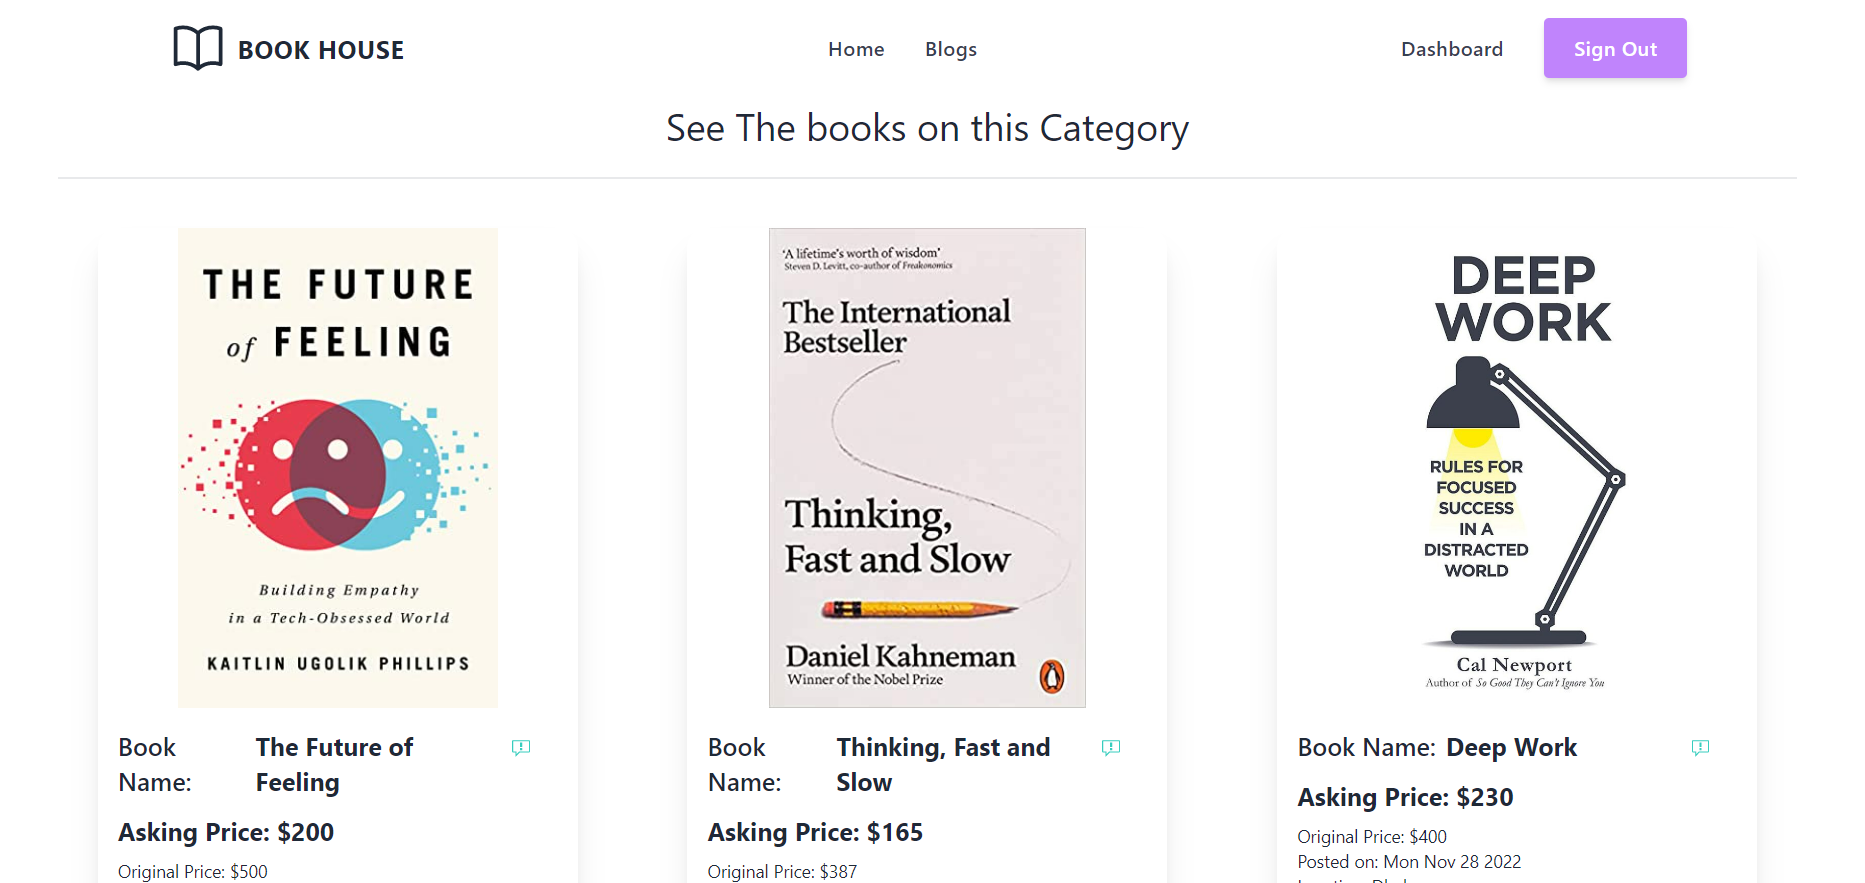 BOOK HOUSE
Home
Blogs
Dashboard
Sign Out
See The books on this Category
THE FUTURE
of FEELING
Building Empathy
in a Tech-Obsessed World
KAITLIN UGOLIK PHILLIPS
Book Name: The Future of Feeling
Asking Price: $200
Original Price: $500
'A lifetime's worth of wisdom'
Steven D. Levitt, co-author of Freakonomics
The International
Bestseller
Thinking,
Fast and Slow
Daniel Kahneman
Winner of the Nobel Prize
Book Name: Thinking, Fast and Slow
Asking Price: $165
Original Price: $387
DEEP
WORK
RULES FOR
FOCUSED
SUCCESS
IN A
DISTRACTED
WORLD
Cal Newport
Author of So Good They Can't Ignore You
Book Name: Deep Work
Asking Price: $230
Original Price: $400
Posted on: Mon Nov 28 2022